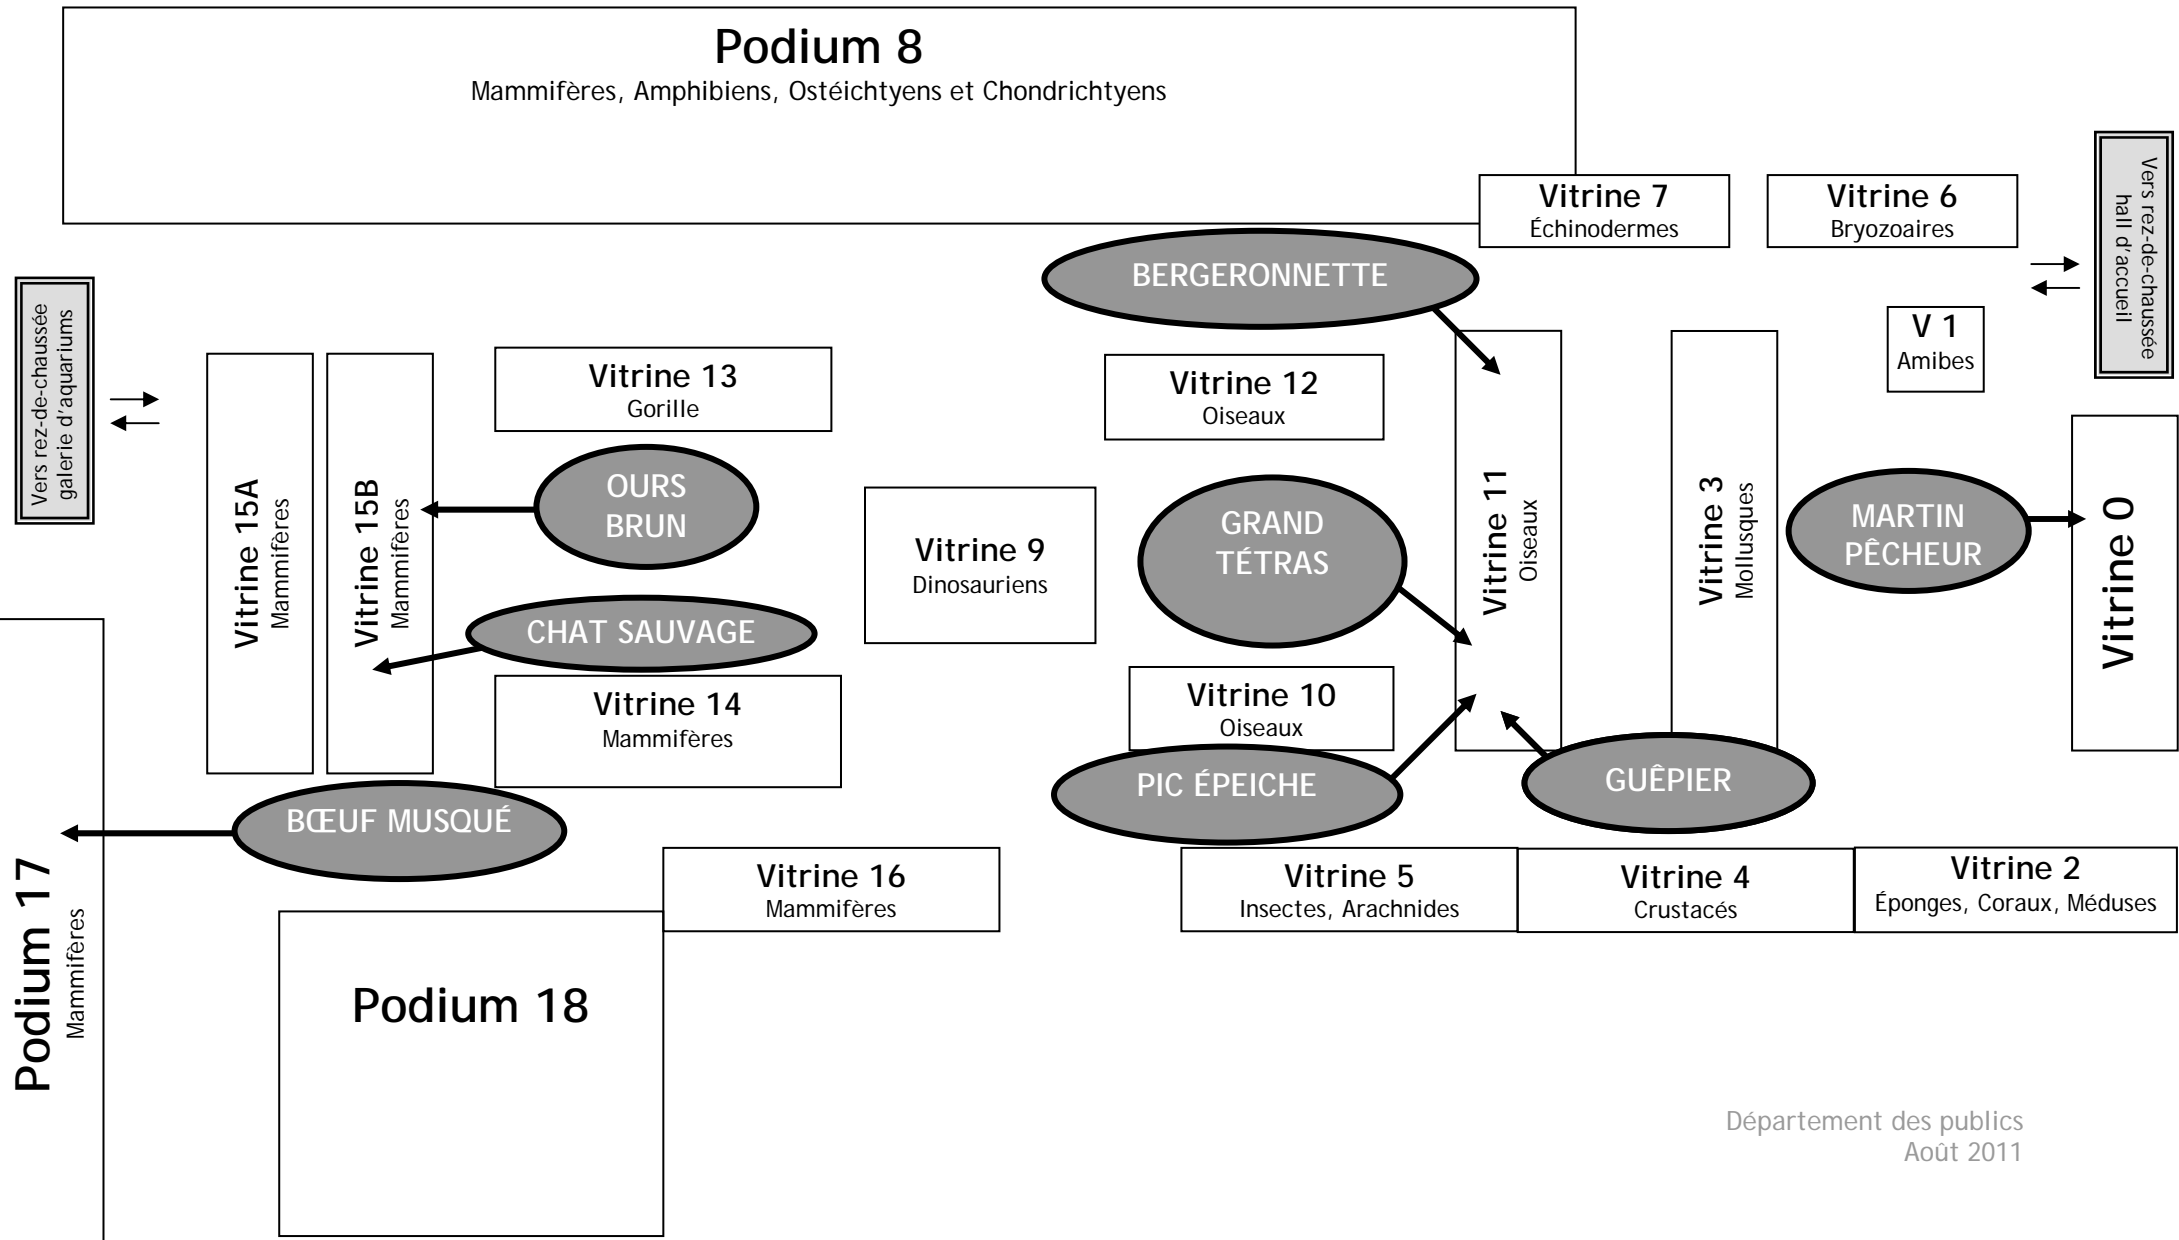 Podium 8
Mammifères, Amphibiens, Ostéichtyens et Chondrichtyens
Vitrine 7
Échinodermes
Vitrine 6
Bryozoaires
Vers rez-de-chaussée
hall d'accueil
BERGERONNETTE
Vers rez-de-chaussée
galerie d'aquariums
V 1
Amibes
Vitrine 13
Gorille
Vitrine 12
Oiseaux
Vitrine 15A
Mammifères
Vitrine 15B
Mammifères
OURS
BRUN
Vitrine 9
Dinosauriens
GRAND
TÉTRAS
Vitrine 11
Oiseaux
Vitrine 3
Mollusques
MARTIN
PÊCHEUR
Vitrine 0
CHAT SAUVAGE
Vitrine 14
Mammifères
Vitrine 10
Oiseaux
PIC ÉPEICHE
GUÊPIER
BŒUF MUSQUÉ
Podium 17
Mammifères
Vitrine 16
Mammifères
Vitrine 5
Insectes, Arachnides
Vitrine 4
Crustacés
Vitrine 2
Éponges, Coraux, Méduses
Podium 18
Département des publics
Août 2011